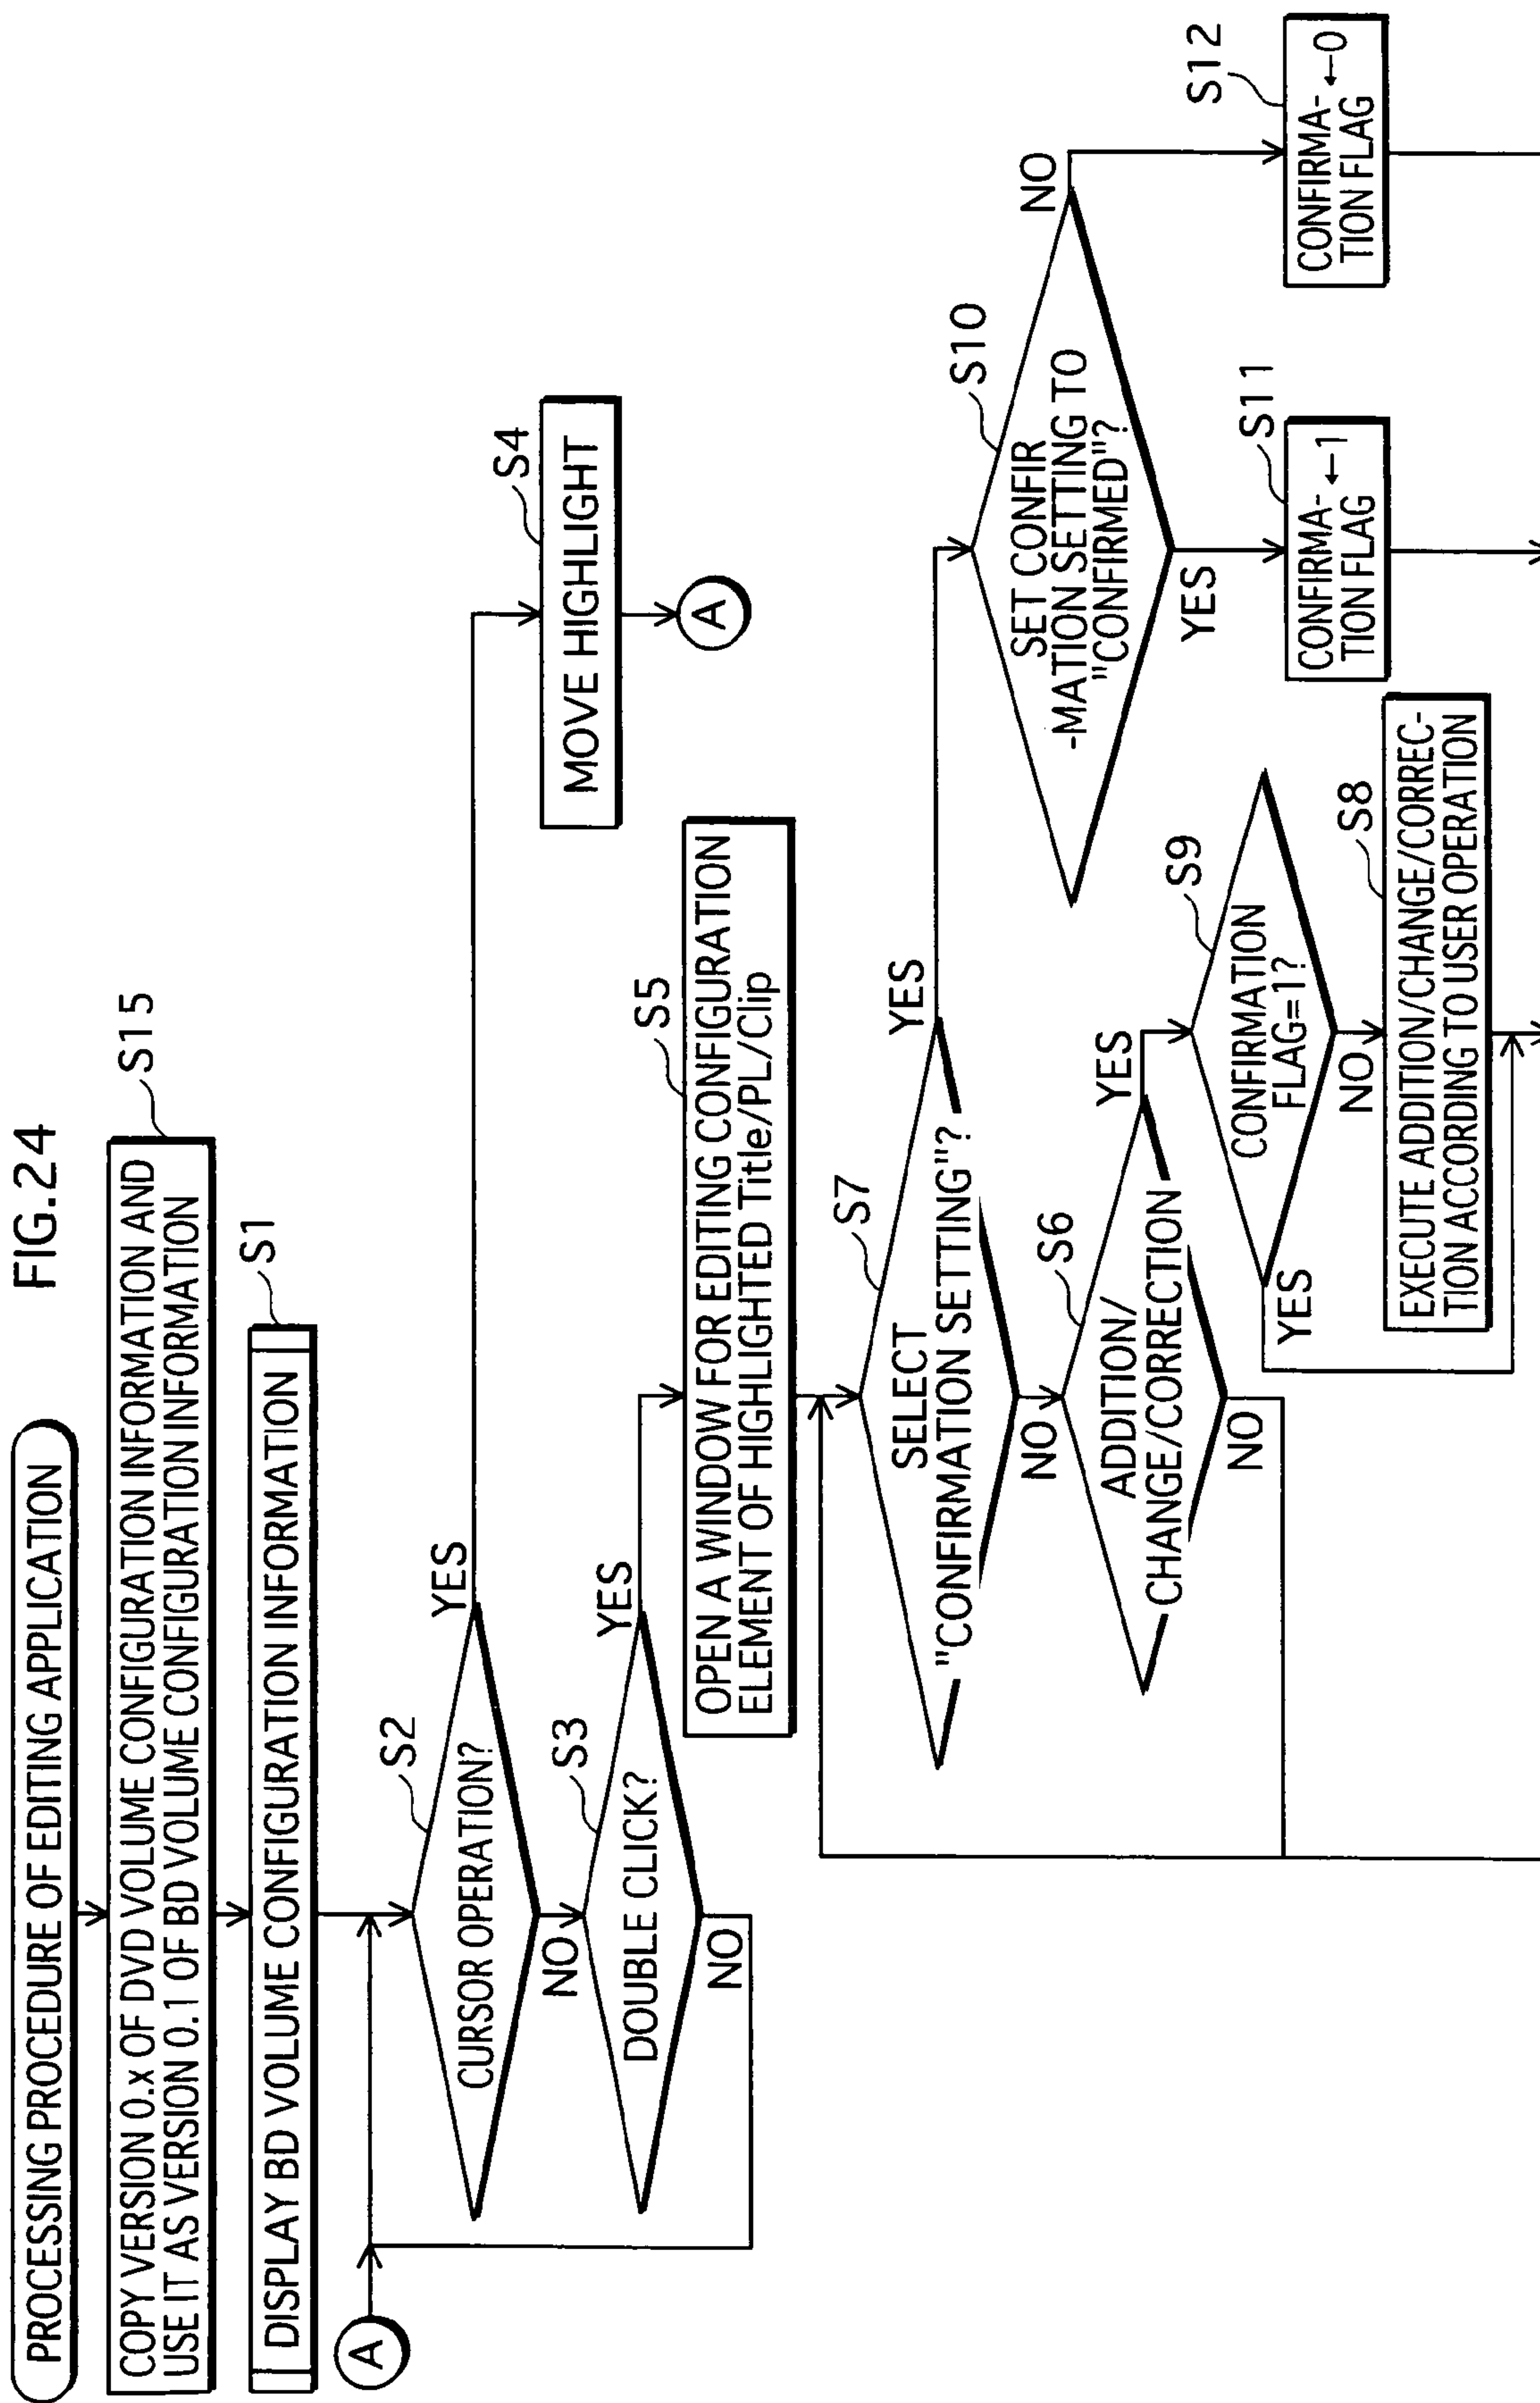 FIG.24
PROCESSING PROCEDURE OF EDITING APPLICATION
S15
COPY VERSION 0.x OF DVD VOLUME CONFIGURATION INFORMATION AND
USE IT AS VERSION 0.1 OF BD VOLUME CONFIGURATION INFORMATION
S1
DISPLAY BD VOLUME CONFIGURATION INFORMATION
A
S2
CURSOR OPERATION?
YES
NO
S4
MOVE HIGHLIGHT
A
S3
DOUBLE CLICK?
YES
NO
S5
OPEN A WINDOW FOR EDITING CONFIGURATION
ELEMENT OF HIGHLIGHTED Title/PL/Clip
S7
SELECT
"CONFIRMATION SETTING"?
YES
NO
S6
ADDITION/
CHANGE/CORRECTION
YES
NO
S9
CONFIRMATION
FLAG=1?
YES
NO
S8
EXECUTE ADDITION/CHANGE/CORREC-
TION ACCORDING TO USER OPERATION
S10
SET CONFIR
-MATION SETTING TO
"CONFIRMED"?
NO
YES
S11
CONFIRMA- ←1
TION FLAG
S12
CONFIRMA- ←0
TION FLAG